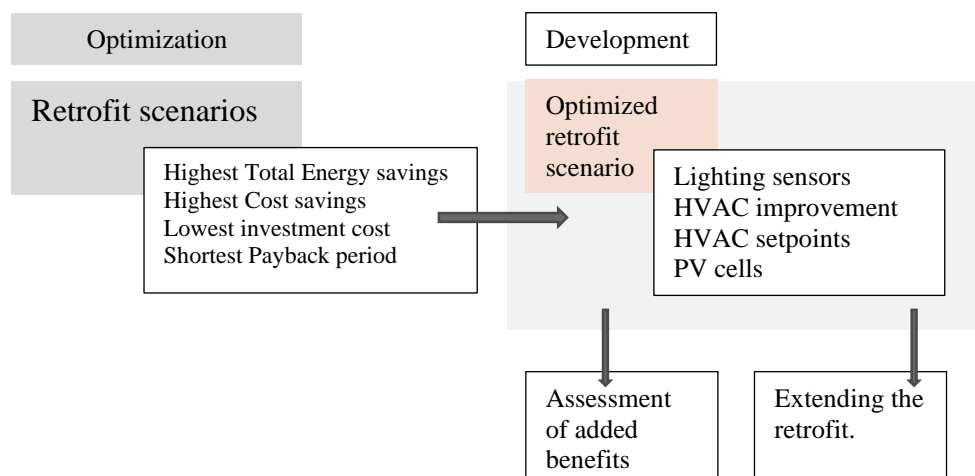 Optimization
Development
Retrofit scenarios
Highest Total Energy savings
Highest Cost savings
Lowest investment cost
Shortest Payback period
Optimized
retrofit
scenario
Lighting sensors
HVAC improvement
HVAC setpoints
PV cells
Assessment
of added
benefits
Extending the
retrofit.